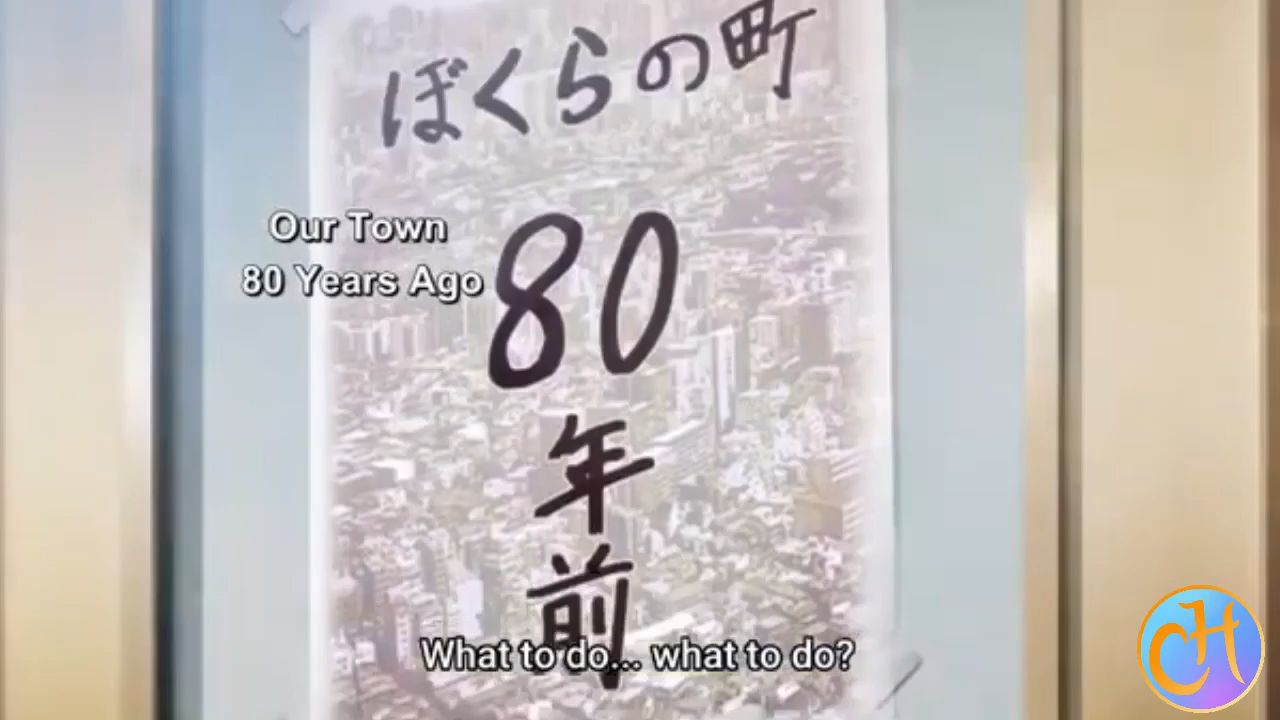 ぼくらの町
Our Town
80 Years Ago
80
年
前
What to do... what to do?
CH